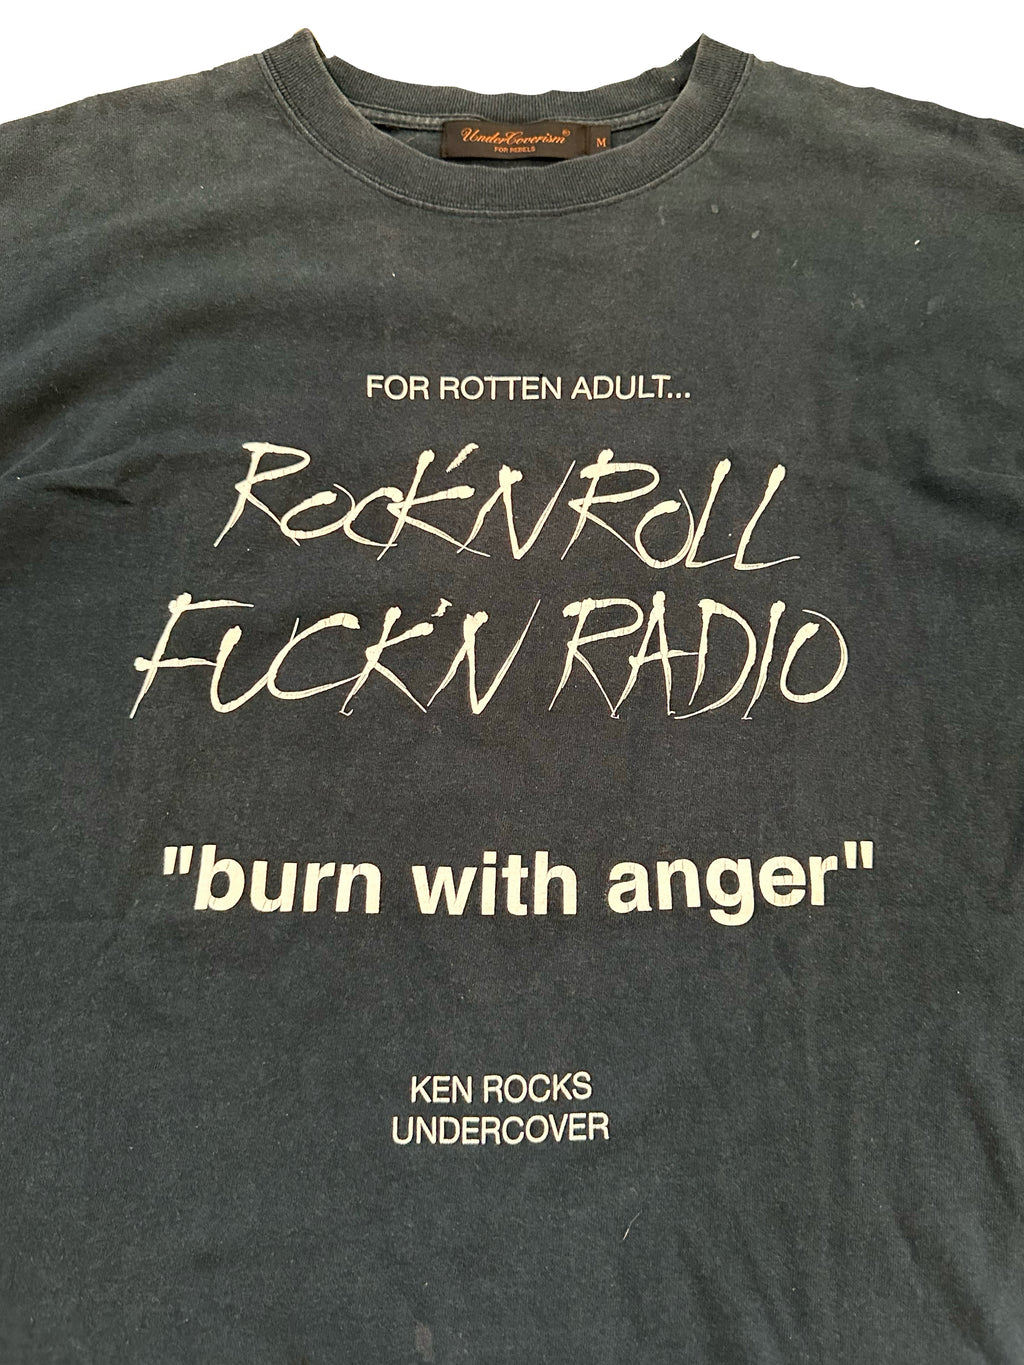 UnderCoverism®
FOR REBELS
M
FOR ROTTEN ADULT...
ROCK'N ROLL
FUCK'N RADIO
"burn with anger"
KEN ROCKS
UNDERCOVER